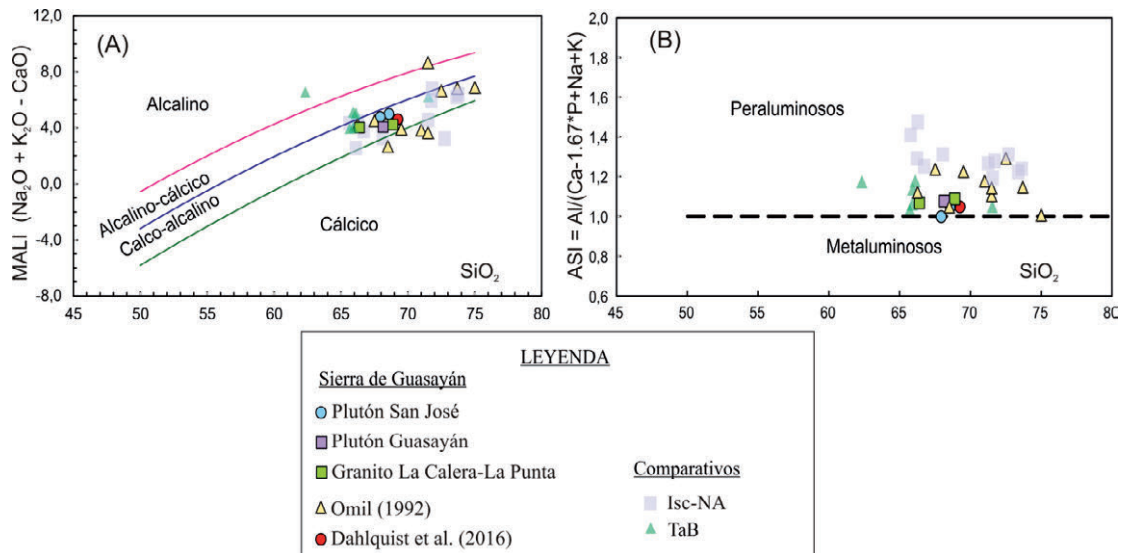 12,0
8,0
4,0
0,0
-4,0
-8,0
MALI (Na₂O + K₂O - CaO)
(A)
Alcalino
Alcalino-cálcico
Calco-alcalino
Cálcico
SiO₂
45 50 55 60 65 70 75 80
2,0
1,8
1,6
1,4
1.2
1.0
0,8
0,6
ASI = Al/(Ca-1.67*P+Na+K)
(B)
Peraluminosos
Metaluminosos
SiO₂
45 50 55 60 65 70 75 80
LEYENDA
Sierra de Guasayán
Plutón San José
Plutón Guasayán
Granito La Calera-La Punta
Omil (1992)
Dahlquist et al. (2016)
Comparativos
Isc-NA
TaB